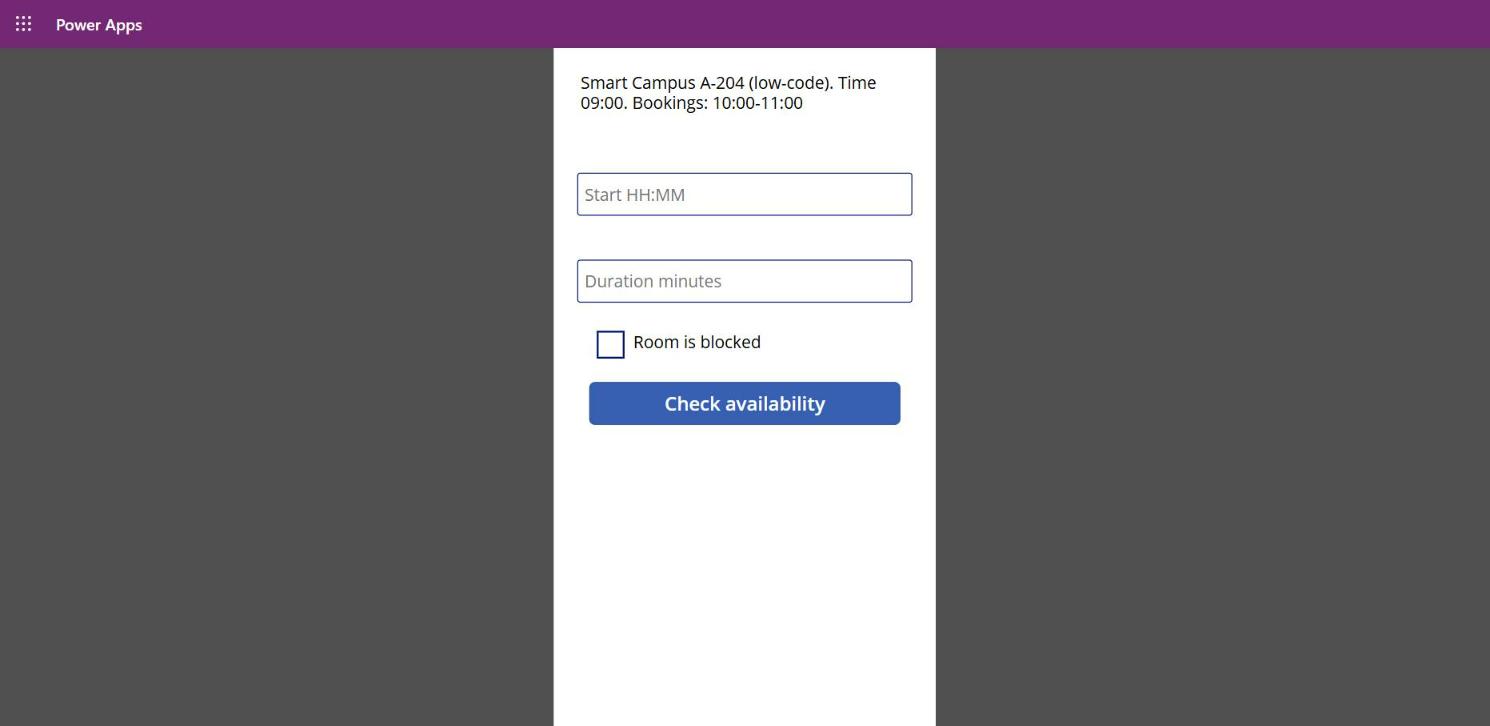 Power Apps
Smart Campus A-204 (low-code). Time
09:00. Bookings: 10:00-11:00
Start HH:MM
Duration minutes
Room is blocked
Check availability